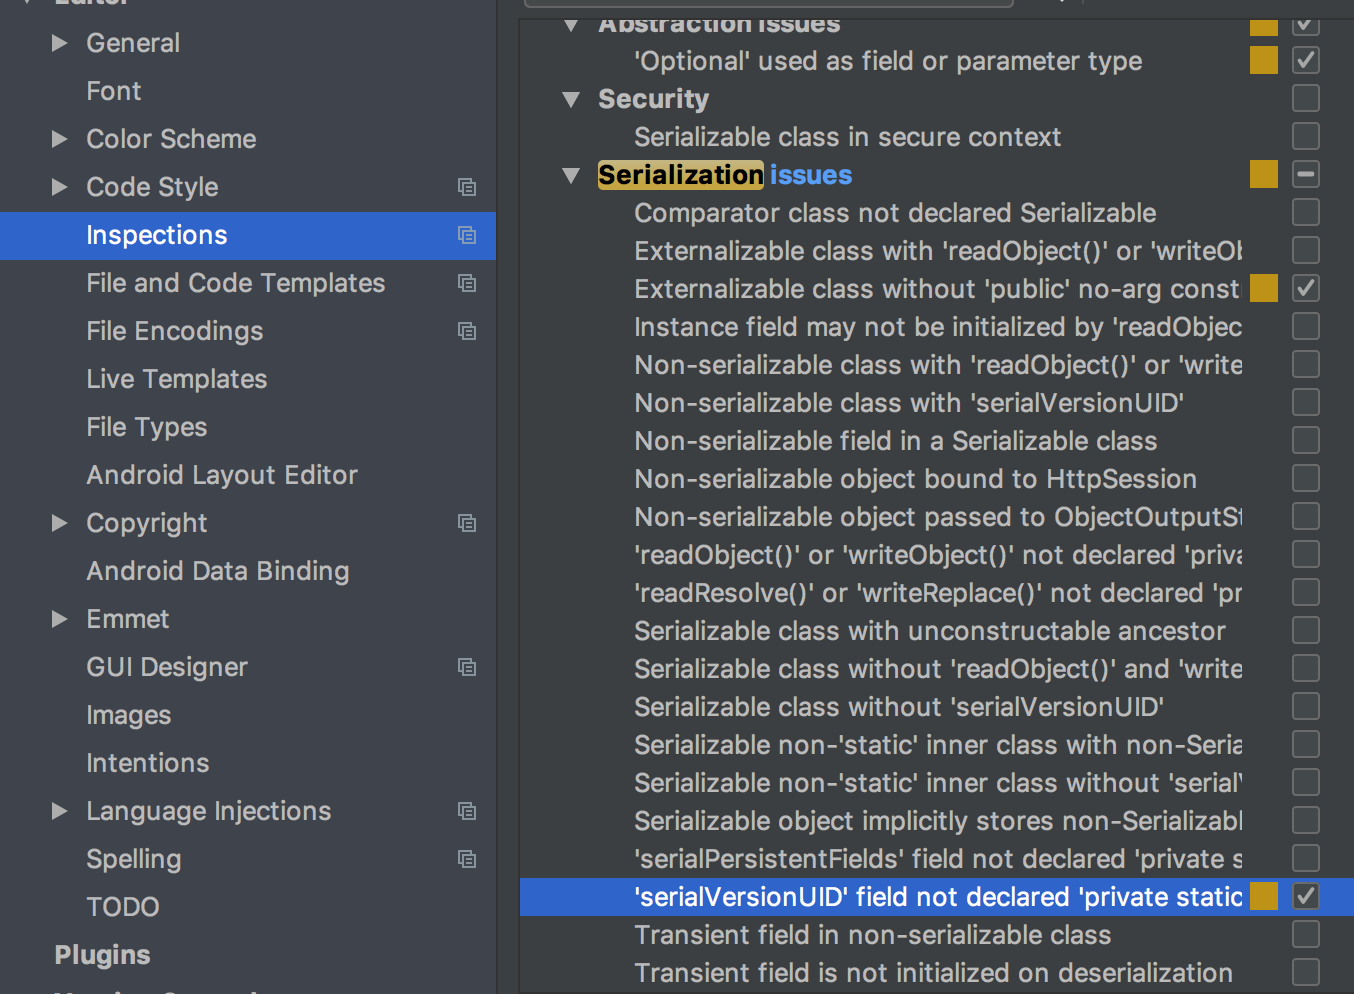 Editor
General
Font
Color Scheme
Code Style
Inspections
File and Code Templates
File Encodings
Live Templates
File Types
Android Layout Editor
Copyright
Android Data Binding
Emmet
GUI Designer
Images
Intentions
Language Injections
Spelling
TODO
Plugins
Abstraction issues
'Optional' used as field or parameter type
Security
Serializable class in secure context
Serialization issues
Comparator class not declared Serializable
Externalizable class with 'readObject()' or 'writeOb
Externalizable class without 'public' no-arg const
Instance field may not be initialized by 'readObjec
Non-serializable class with 'readObject()' or 'write
Non-serializable class with 'serialVersionUID'
Non-serializable field in a Serializable class
Non-serializable object bound to HttpSession
Non-serializable object passed to ObjectOutputSt
'readObject()' or 'writeObject()' not declared 'priva
'readResolve()' or 'writeReplace()' not declared 'pr
Serializable class with unconstructable ancestor
Serializable class without 'readObject()' and 'write
Serializable class without 'serialVersionUID'
Serializable non-'static' inner class with non-Seria
Serializable non-'static' inner class without 'serialV
Serializable object implicitly stores non-Serializabl
'serialPersistentFields' field not declared 'private s
'serialVersionUID' field not declared 'private static
Transient field in non-serializable class
Transient field is not initialized on deserialization